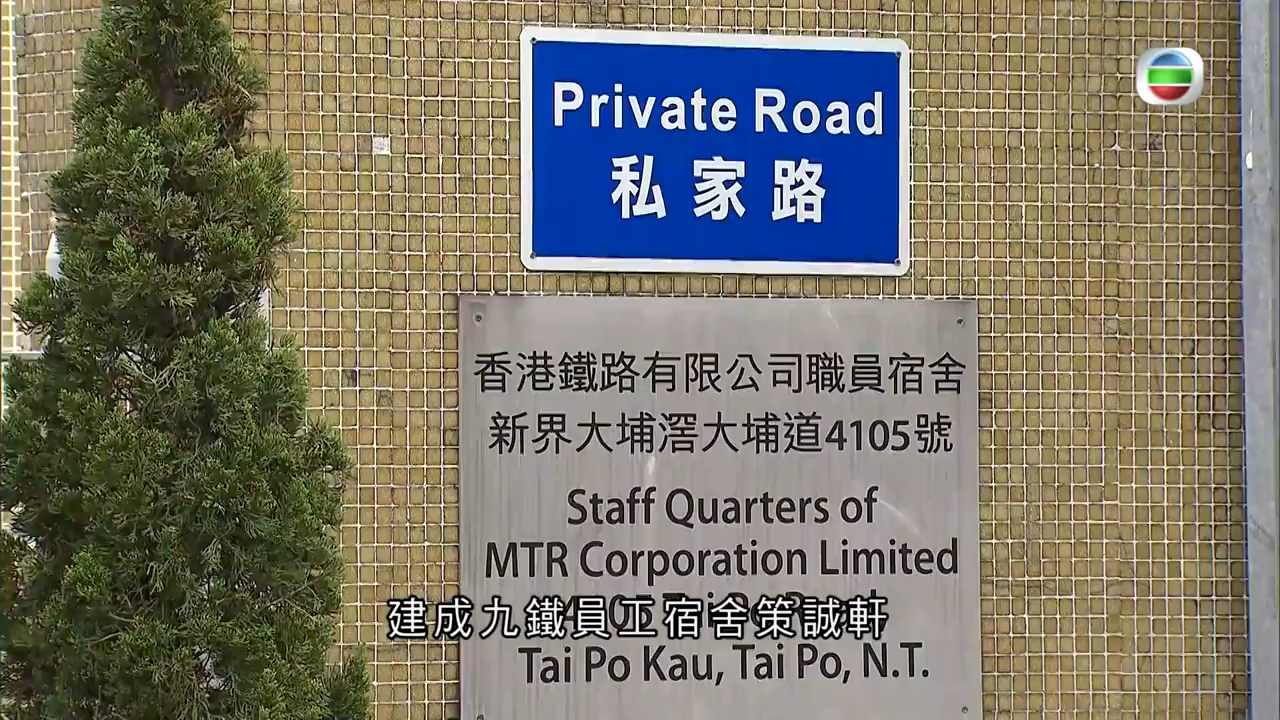 Private Road
私家路
香港鐵路有限公司職員宿舍
新界大埔滘大埔道4105號
Staff Quarters of
MTR Corporation Limited
建成九鐵員工宿舍策誠軒
Tai Po Kau, Tai Po, N.T.